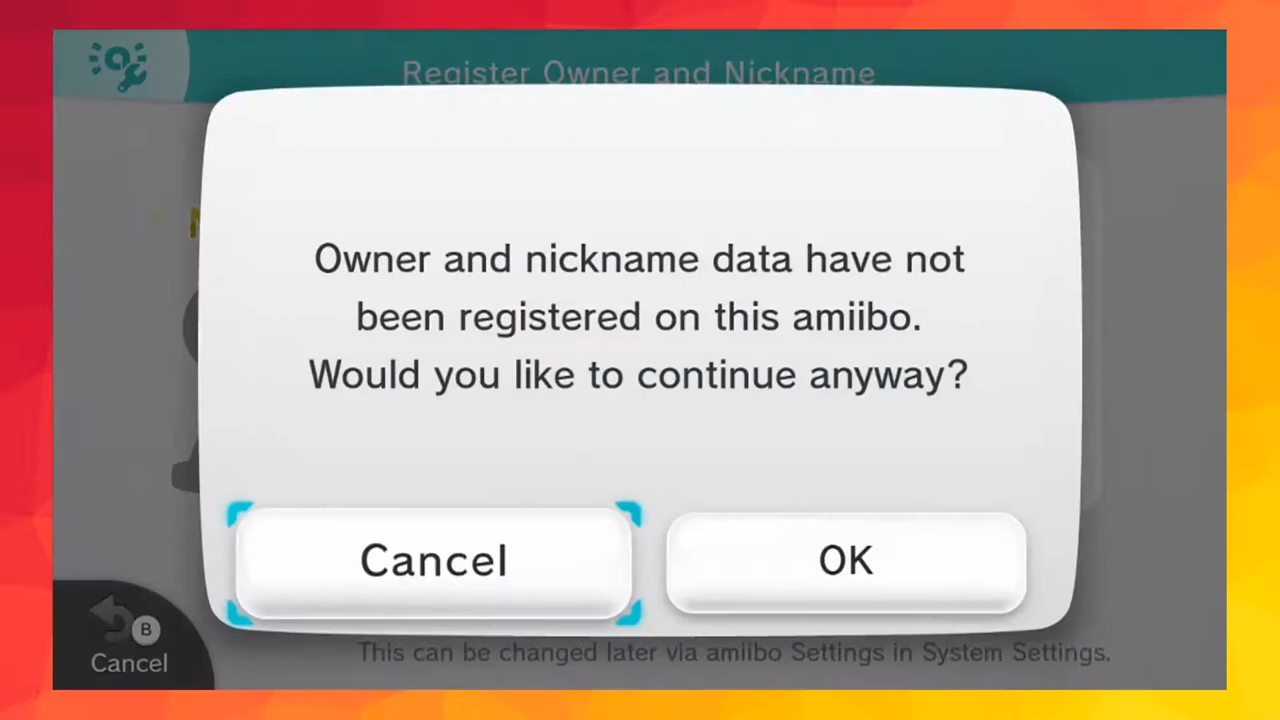 Register Owner and Nickname
Owner and nickname data have not
been registered on this amiibo.
Would you like to continue anyway?
Cancel
OK
B
Cancel
This can be changed later via amiibo Settings in System Settings.